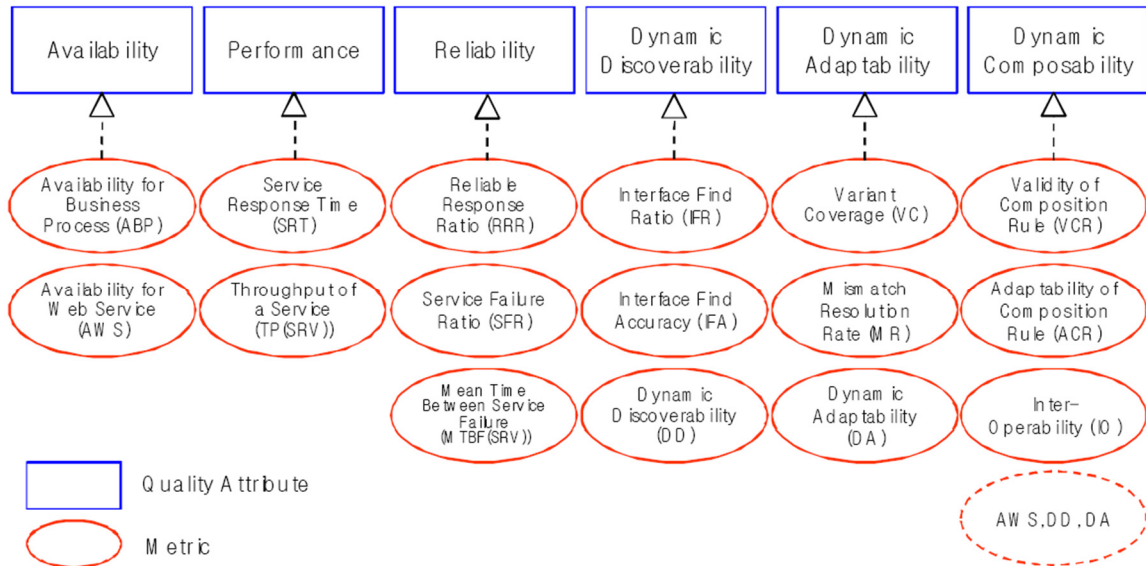 Availability
Performance
Reliability
Dynamic
Discoverability
Dynamic
Adaptability
Dynamic
Composability
Availability for
Business
Process (ABP)
Service
Response Time
(SRT)
Reliable
Response
Ratio (RRR)
Interface Find
Ratio (IFR)
Variant
Coverage (VC)
Validity of
Composition
Rule (VCR)
Availability for
Web Service
(AWS)
Throughput of
a Service
(TP(SRV))
Service Failure
Ratio (SFR)
Interface Find
Accuracy (IFA)
Mismatch
Resolution
Rate (MR)
Adaptability of
Composition
Rule (ACR)
Mean Time
Between Service
Failure
(MTBF(SRV))
Dynamic
Discoverability
(DD)
Dynamic
Adaptability
(DA)
Inter-
Operability (IO)
Quality Attribute
AWS,DD,DA
Metric